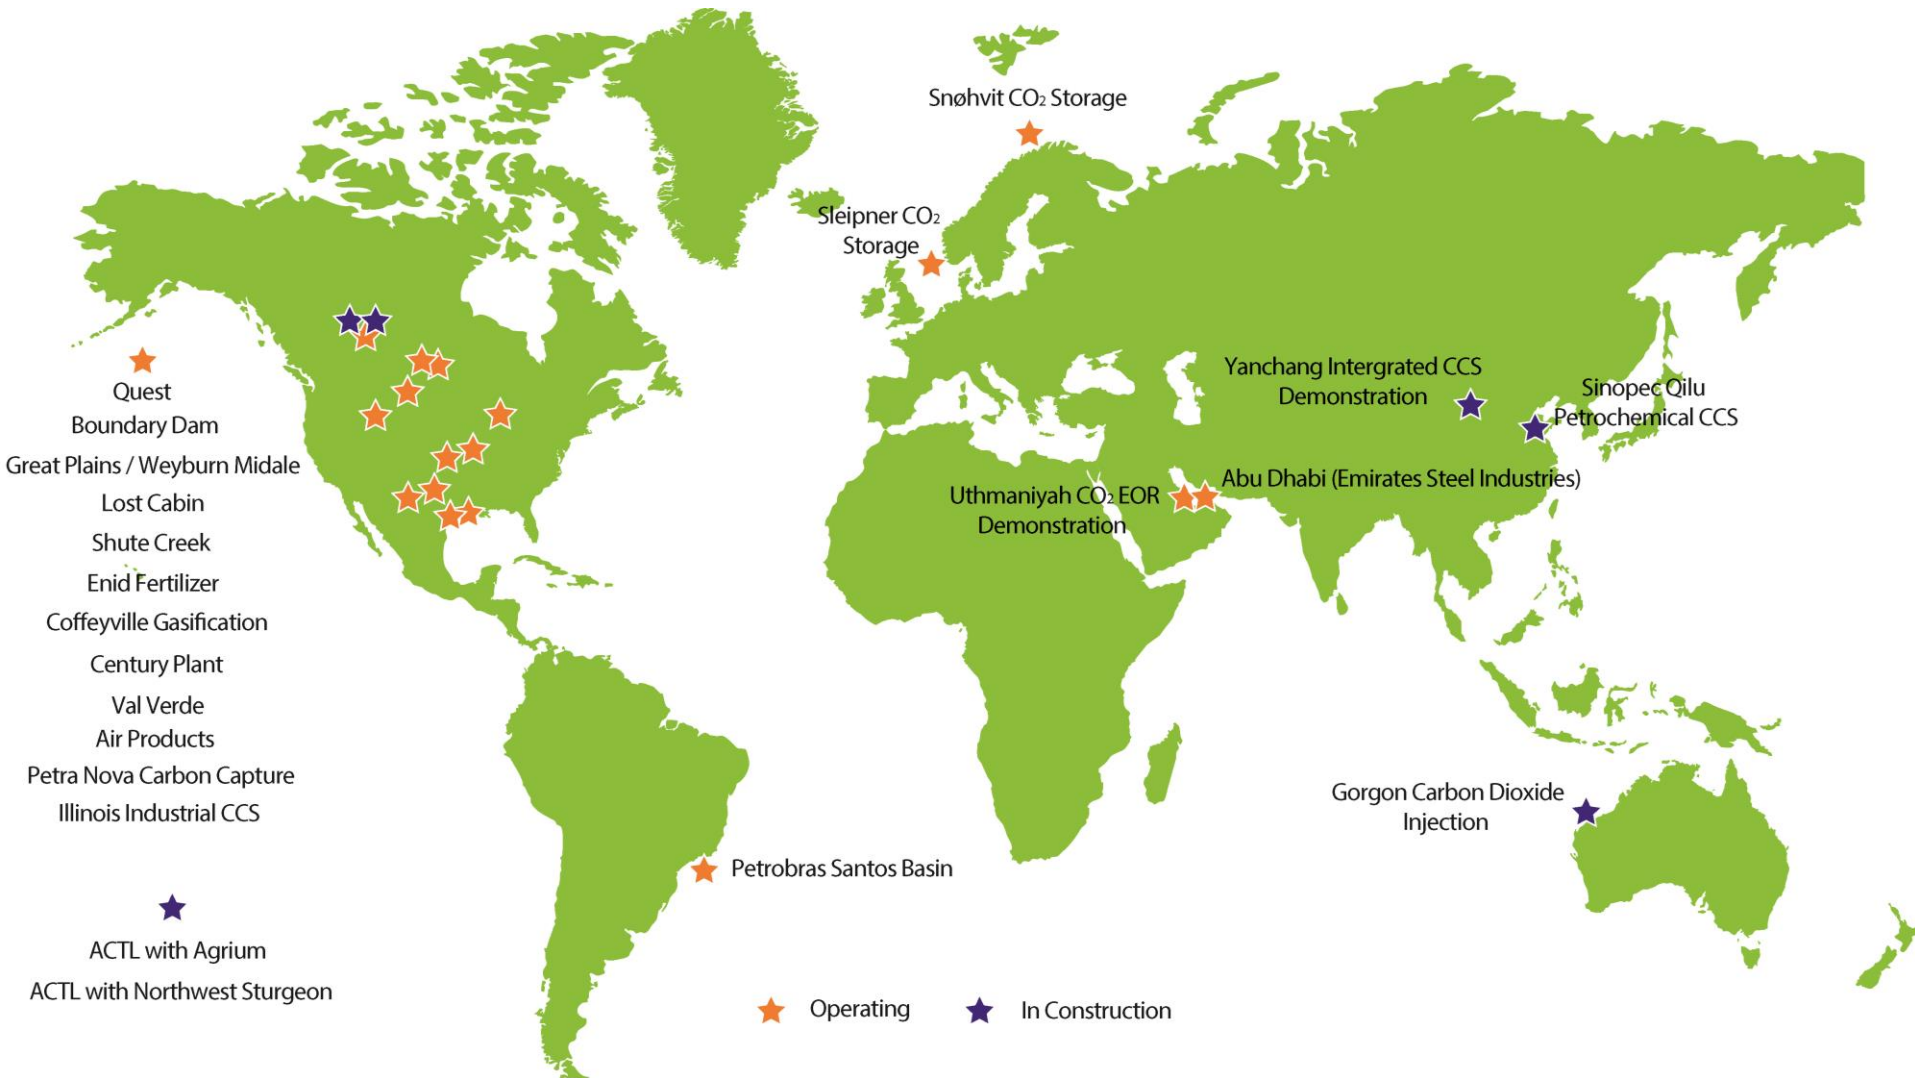 Snøhvit CO₂ Storage
Sleipner CO₂
Storage
Quest
Boundary Dam
Great Plains / Weyburn Midale
Lost Cabin
Shute Creek
Enid Fertilizer
Coffeyville Gasification
Century Plant
Val Verde
Air Products
Petra Nova Carbon Capture
Illinois Industrial CCS
ACTL with Agrium
ACTL with Northwest Sturgeon
Yanchang Intergrated CCS
Demonstration
Sinopec Qilu
Petrochemical CCS
Uthmaniyah CO₂ EOR
Demonstration
Abu Dhabi (Emirates Steel Industries)
Gorgon Carbon Dioxide
Injection
Petrobras Santos Basin
Operating
In Construction